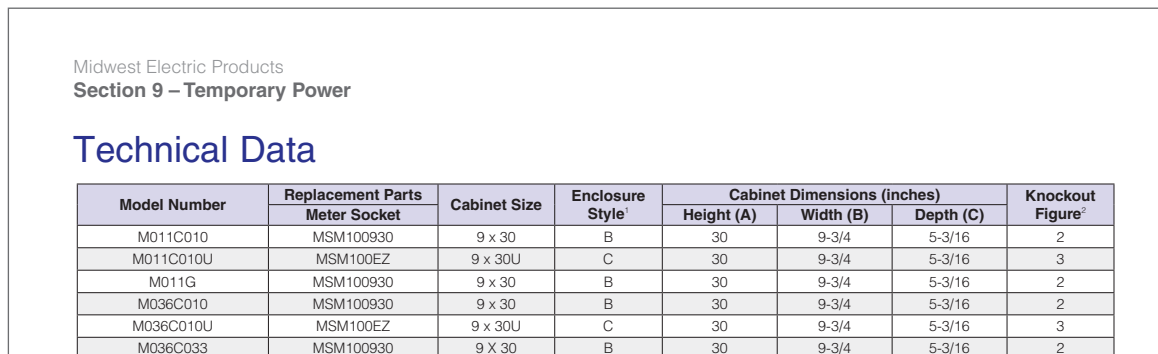 Midwest Electric Products
Section 9 – Temporary Power
Technical Data
Model Number Replacement Parts Cabinet Size Enclosure Style¹ Cabinet Dimensions (inches) Knockout Figure²
Meter Socket Height (A) Width (B) Depth (C)
M011C010 MSM100930 9 x 30 B 30 9-3/4 5-3/16 2
M011C010U MSM100EZ 9 x 30U C 30 9-3/4 5-3/16 3
M011G MSM100930 9 x 30 B 30 9-3/4 5-3/16 2
M036C010 MSM100930 9 x 30 B 30 9-3/4 5-3/16 2
M036C010U MSM100EZ 9 x 30U C 30 9-3/4 5-3/16 3
M036C033 MSM100930 9 X 30 B 30 9-3/4 5-3/16 2